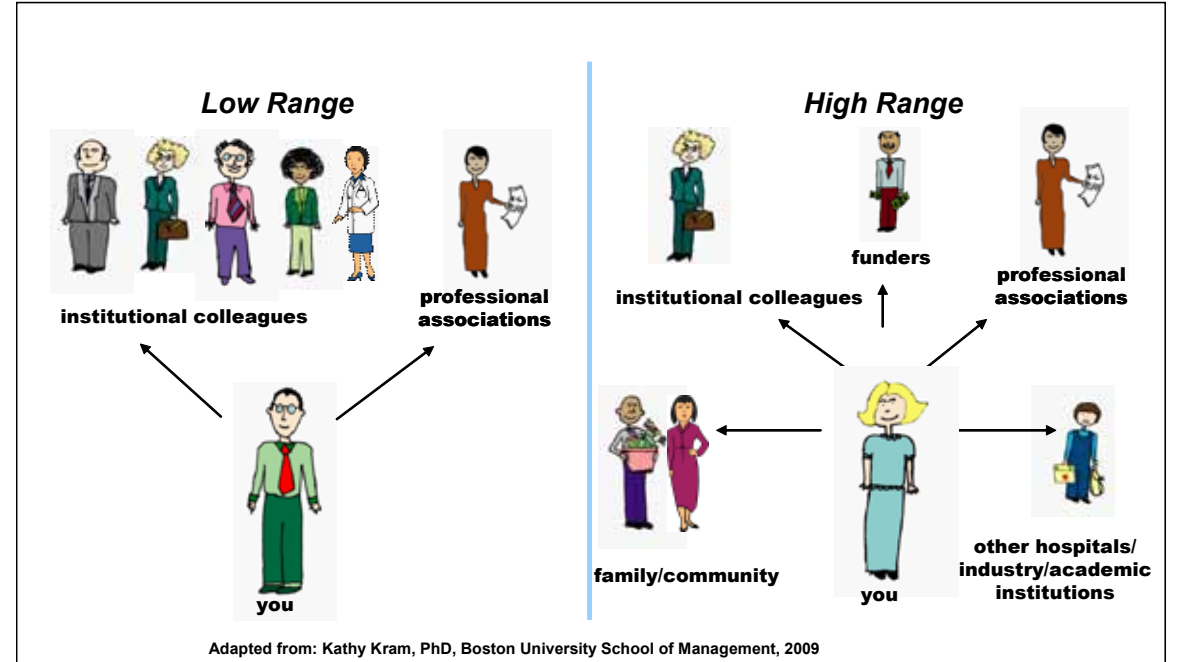 Low Range
institutional colleagues
professional
associations
you
High Range
institutional colleagues
funders
professional
associations
family/community
you
other hospitals/
industry/academic
institutions
Adapted from: Kathy Kram, PhD, Boston University School of Management, 2009